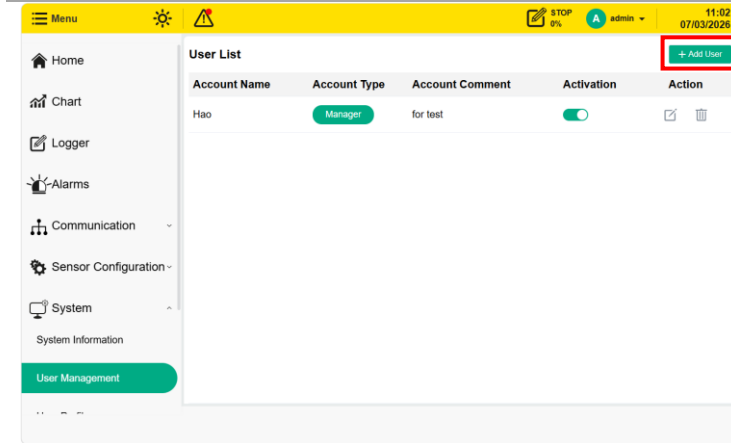 Menu
STOP
0%
A
admin
11:02
07/03/2026
Home
Chart
Logger
Alarms
Communication
Sensor Configuration
System
System Information
User Management
User List
+ Add User
Account Name Account Type Account Comment Activation Action
Hao Manager for test